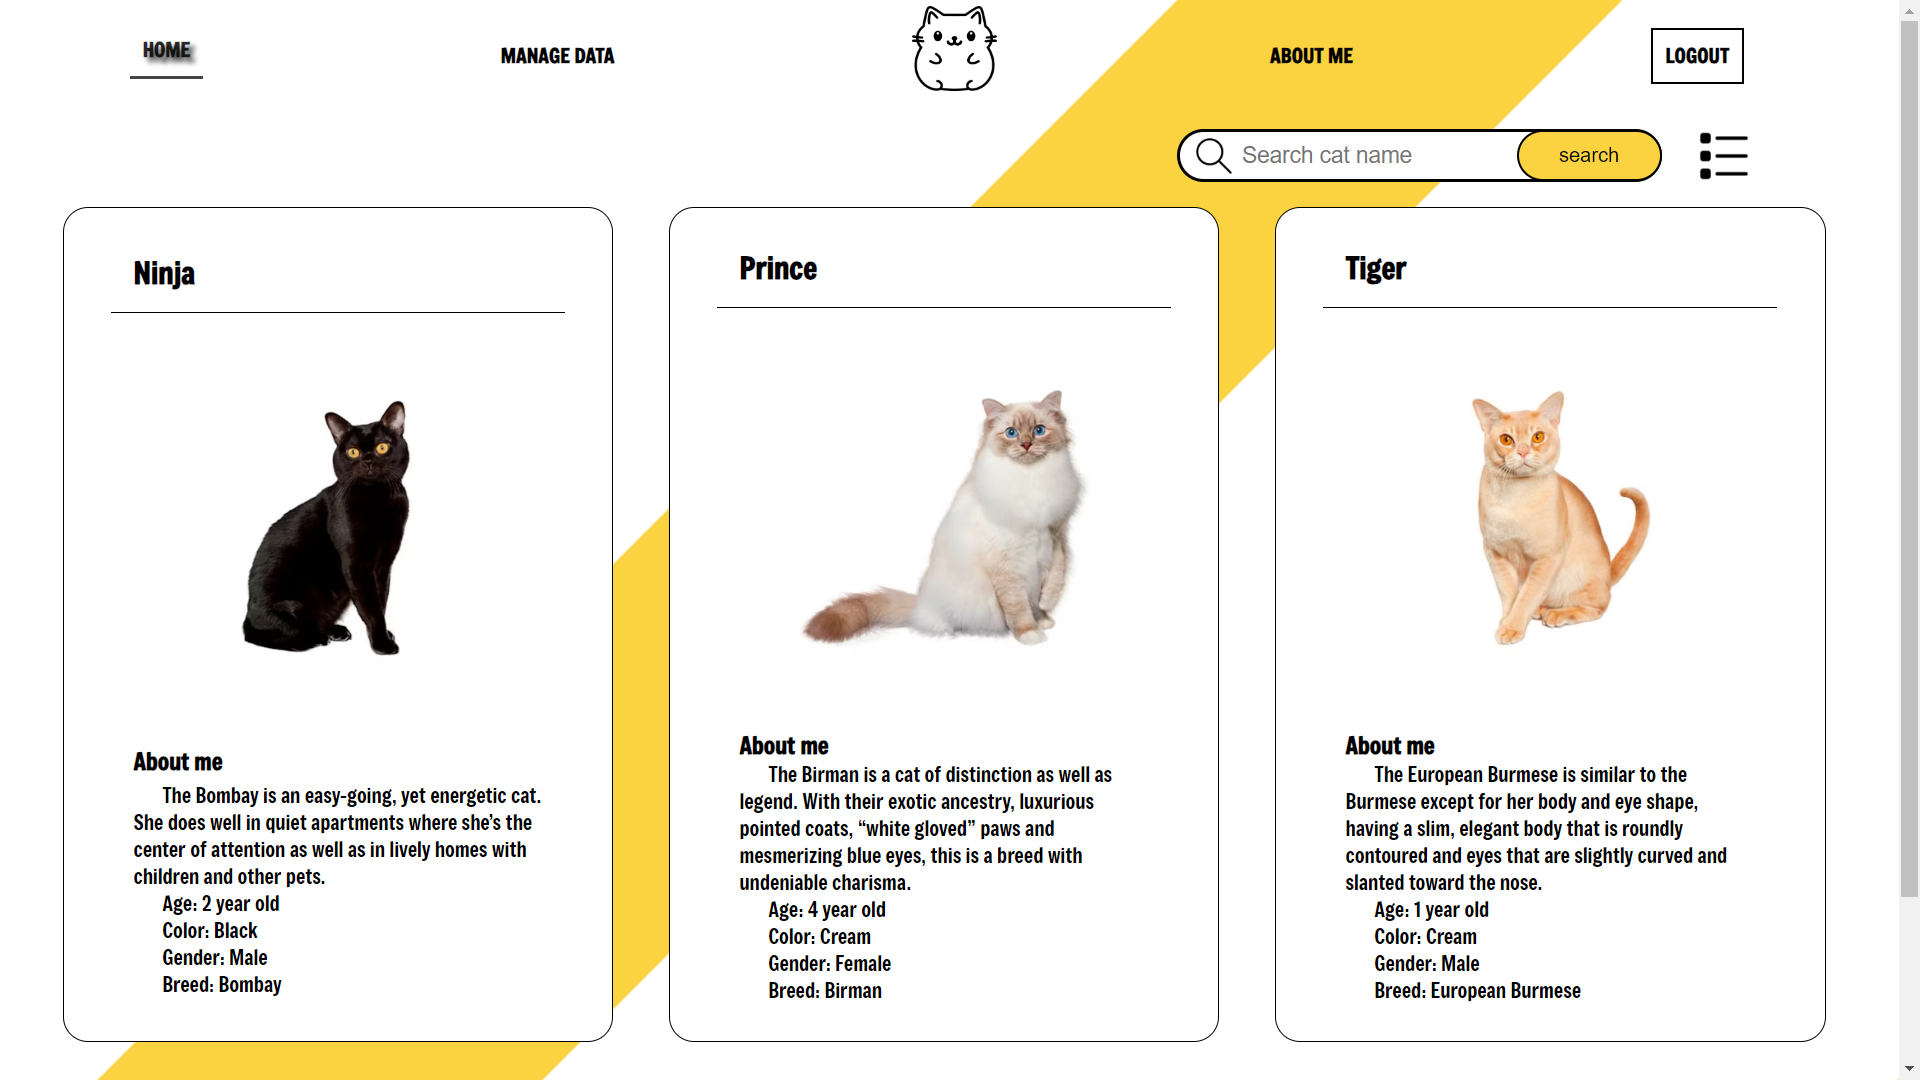 HOME
MANAGE DATA
ABOUT ME
LOGOUT
Search cat name
search
Ninja
About me
The Bombay is an easy-going, yet energetic cat.
She does well in quiet apartments where she’s the
center of attention as well as in lively homes with
children and other pets.
Age: 2 year old
Color: Black
Gender: Male
Breed: Bombay
Prince
About me
The Birman is a cat of distinction as well as
legend. With their exotic ancestry, luxurious
pointed coats, “white gloved” paws and
mesmerizing blue eyes, this is a breed with
undeniable charisma.
Age: 4 year old
Color: Cream
Gender: Female
Breed: Birman
Tiger
About me
The European Burmese is similar to the
Burmese except for her body and eye shape,
having a slim, elegant body that is roundly
contoured and eyes that are slightly curved and
slanted toward the nose.
Age: 1 year old
Color: Cream
Gender: Male
Breed: European Burmese